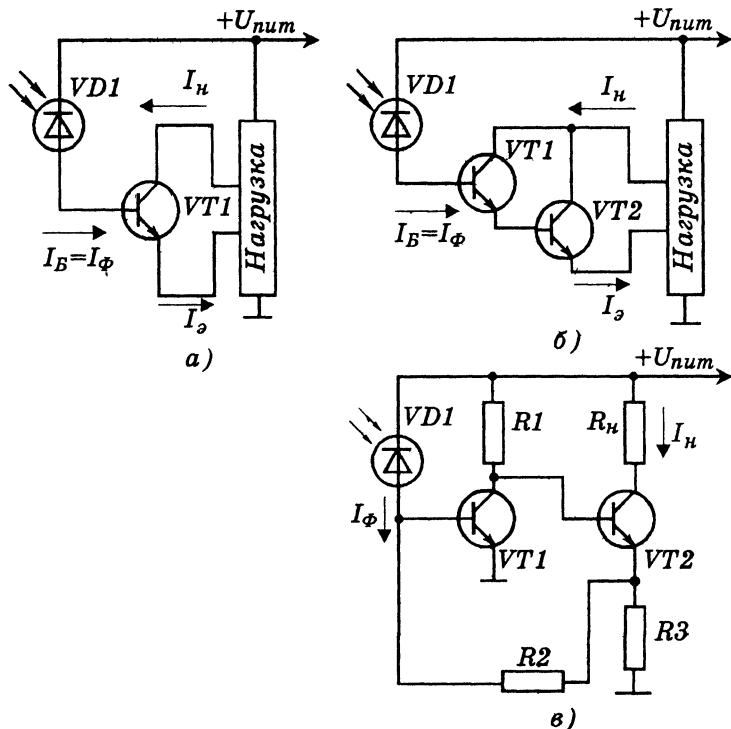 +Uпит
VD1
Iн
VT1
IБ=IФ
Iэ
Нагрузка
а)
+Uпит
VD1
Iн
VT1
VT2
IБ=IФ
Iэ
Нагрузка
б)
+Uпит
VD1
R1
Rн
Iн
IФ
VT1
VT2
R2
R3
в)